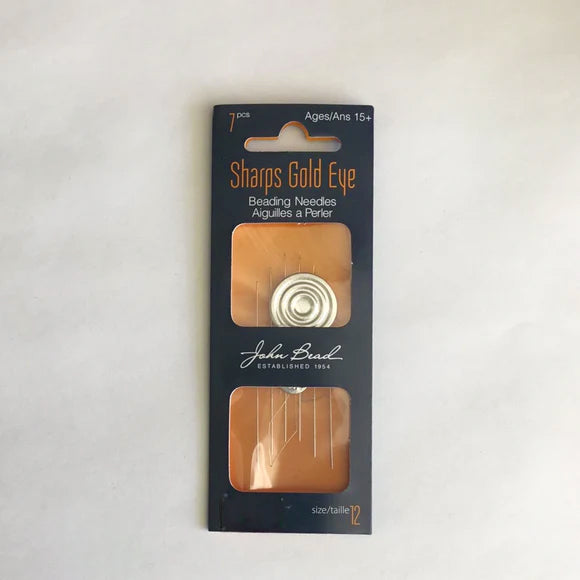 7 pcs Ages/Ans 15+
Sharps Gold Eye
Beading Needles
Aiguilles a Perler
John Bead
ESTABLISHED 1954
size/taille 12